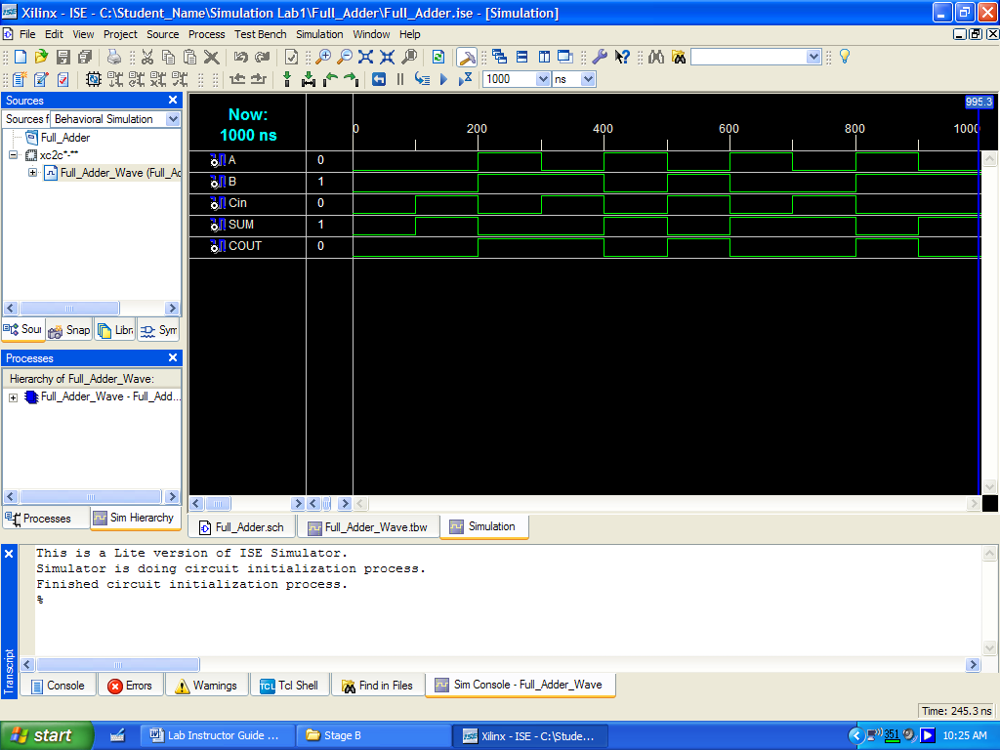 Xilinx - ISE - C:\Student_Name\Simulation Lab1\Full_Adder\Full_Adder.ise - [Simulation]
File Edit View Project Source Process Test Bench Simulation Window Help
1000 ns
Sources
Sources f Behavioral Simulation
Full_Adder
xc2c*-**
Full_Adder_Wave (Full_Ad
Sour Snap Libra Sym
Processes
Hierarchy of Full_Adder_Wave:
Full_Adder_Wave - Full_Add...
Processes Sim Hierarchy
995.3
Now:
1000 ns
0 200 400 600 800 1000
A 0
B 1
Cin 0
SUM 1
COUT 0
Full_Adder.sch Full_Adder_Wave.tbw Simulation
This is a Lite version of ISE Simulator.
Simulator is doing circuit initialization process.
Finished circuit initialization process.
%
Transcript
Console Errors Warnings TCL Tcl Shell Find in Files Sim Console - Full_Adder_Wave
Time: 245.3 ns
start Lab Instructor Guide ... Stage B ISE Xilinx - ISE - C:\Stude... 351 10:25 AM